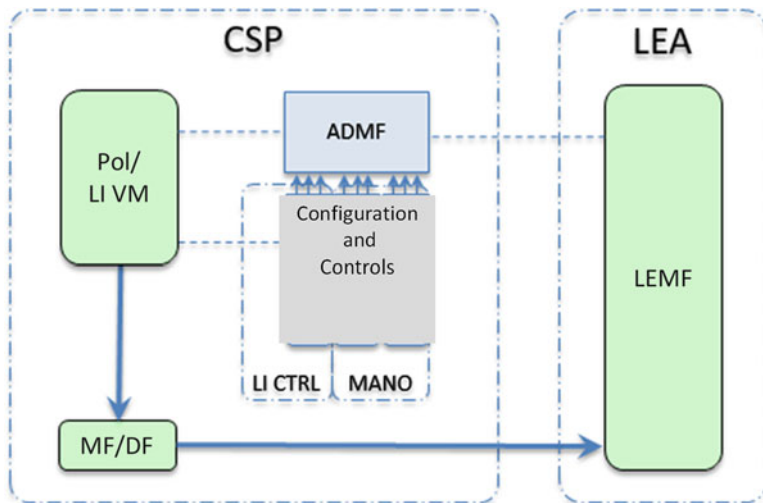 CSP
LEA
ADMF
PoI/
LI VM
Configuration
and
Controls
LEMF
LI CTRL
MANO
MF/DF